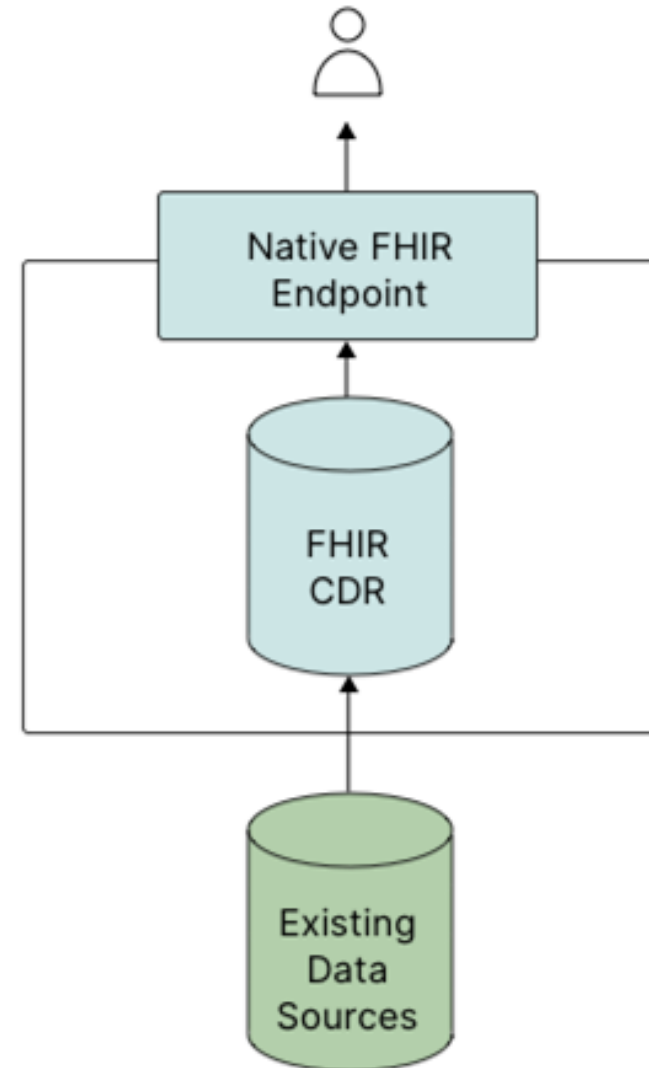 Native FHIR
Endpoint
FHIR
CDR
Existing
Data
Sources